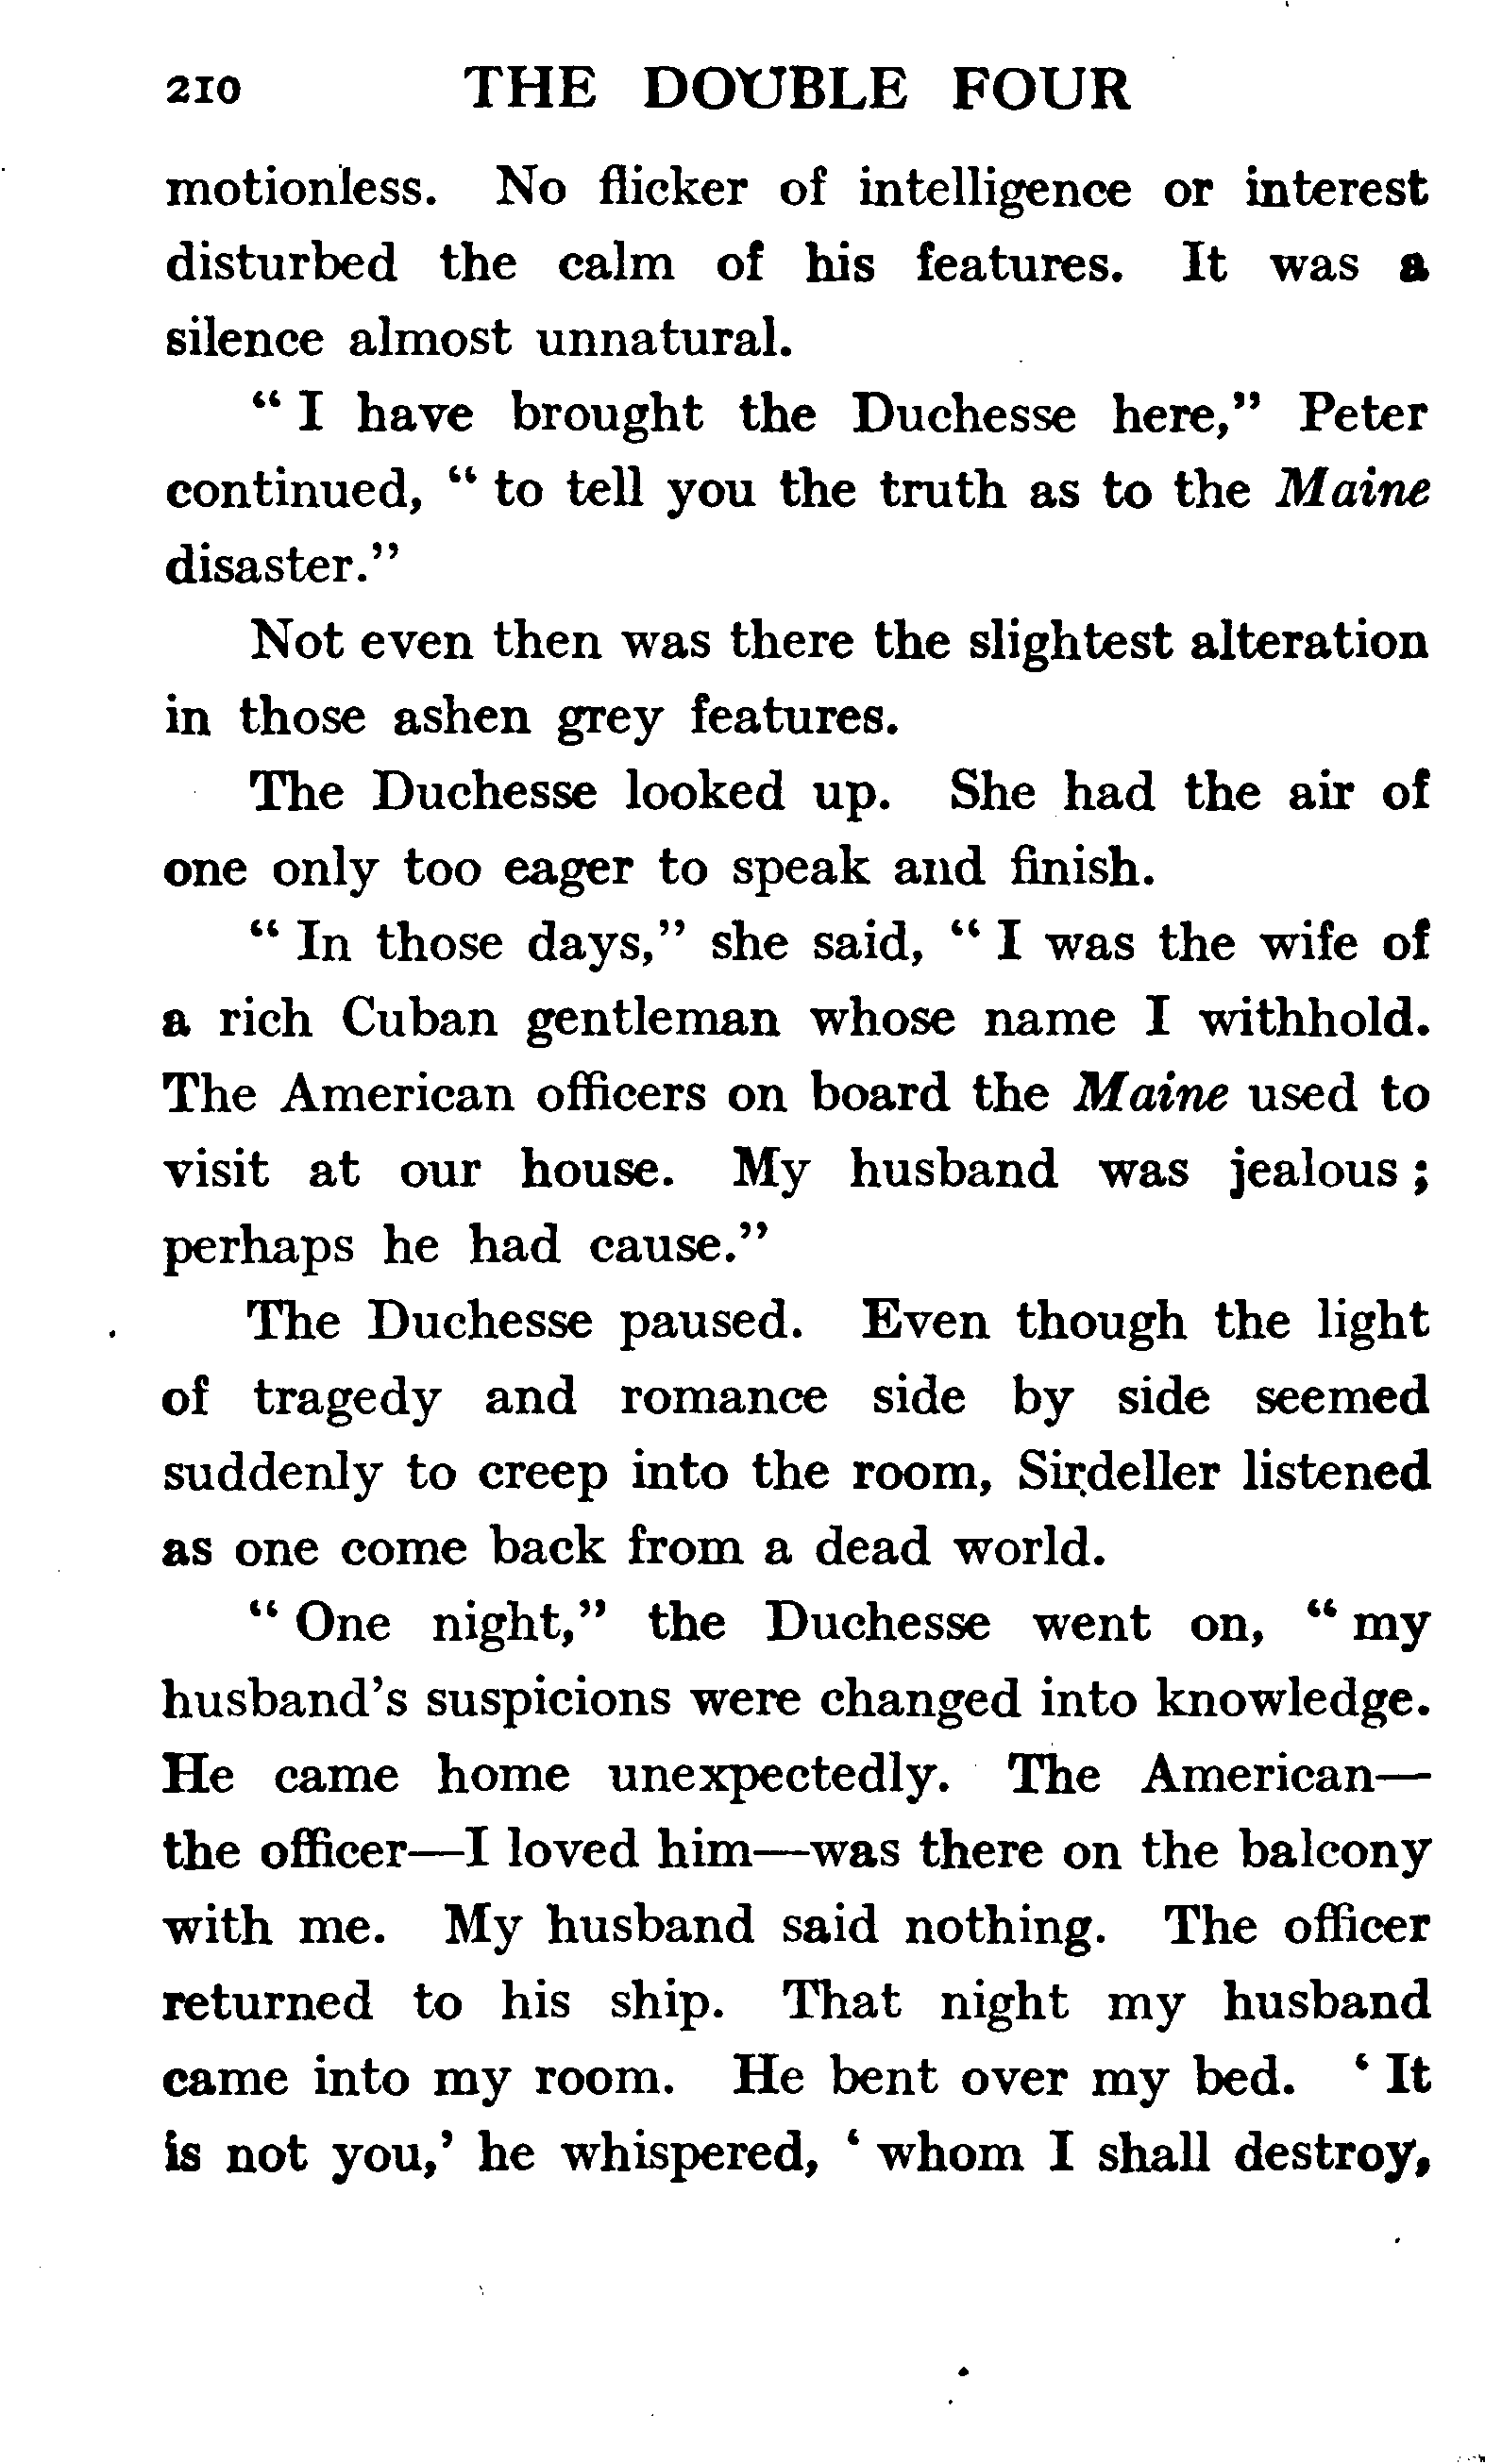 210 THE DOUBLE FOUR
motionless. No flicker of intelligence or interest
disturbed the calm of his features. It was a
silence almost unnatural.
“ I have brought the Duchesse here,” Peter
continued, “ to tell you the truth as to the Maine
disaster.”
Not even then was there the slightest alteration
in those ashen grey features.
The Duchesse looked up. She had the air of
one only too eager to speak and finish.
“ In those days,” she said, “ I was the wife of
a rich Cuban gentleman whose name I withhold.
The American officers on board the Maine used to
visit at our house. My husband was jealous ;
perhaps he had cause.”
The Duchesse paused. Even though the light
of tragedy and romance side by side seemed
suddenly to creep into the room, Sirdeller listened
as one come back from a dead world.
“ One night,” the Duchesse went on, “ my
husband’s suspicions were changed into knowledge.
He came home unexpectedly. The American—
the officer—I loved him—was there on the balcony
with me. My husband said nothing. The officer
returned to his ship. That night my husband
came into my room. He bent over my bed. ‘ It
is not you,’ he whispered, ‘ whom I shall destroy,